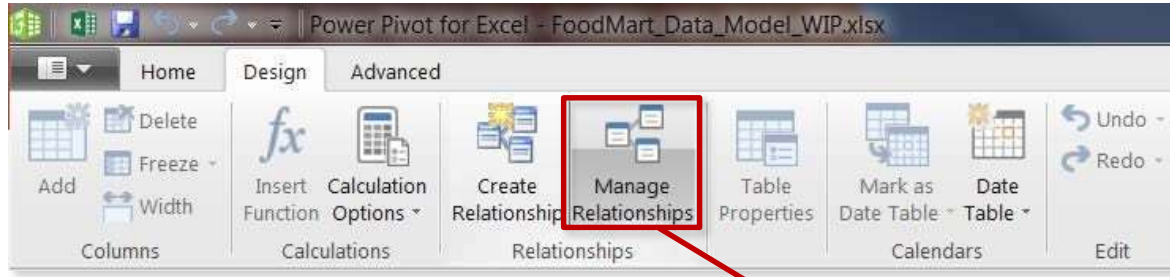 Power Pivot for Excel - FoodMart_Data_Model_WIP.xlsx
Home Design Advanced
Add
Delete
Freeze
Width
Columns
fx
Insert
Function
Calculation
Options
Calculations
Create
Relationship
Manage
Relationships
Relationships
Table
Properties
Mark as
Date Table
Date
Table
Calendars
Undo
Redo
Edit